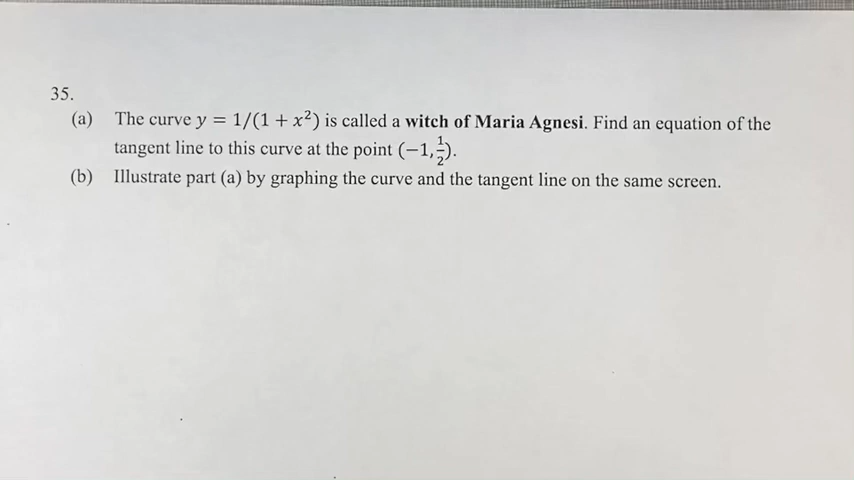 35.
(a) The curve y = 1/(1 + x²) is called a witch of Maria Agnesi. Find an equation of the
tangent line to this curve at the point (−1, 1/2).
(b) Illustrate part (a) by graphing the curve and the tangent line on the same screen.